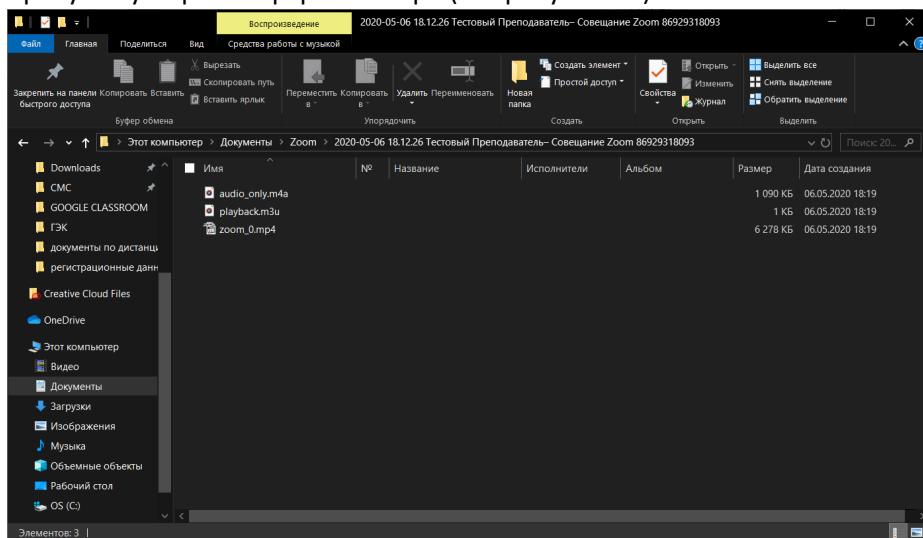 Воспроизведение 2020-05-06 18.12.26 Тестовый Преподаватель– Совещание Zoom 86929318093
Файл Главная Поделиться Вид Средства работы с музыкой
Закрепить на панели быстрого доступа
Копировать
Вставить
Вырезать
Скопировать путь
Вставить ярлык
Буфер обмена
Переместить в
Копировать в
Удалить
Переименовать
Упорядочить
Новая папка
Создать элемент
Простой доступ
Создать
Свойства
Открыть
Изменить
Журнал
Открыть
Выделить все
Снять выделение
Обратить выделение
Выделить
Этот компьютер > Документы > Zoom > 2020-05-06 18.12.26 Тестовый Преподаватель– Совещание Zoom 86929318093
Поиск: 20...
Downloads
СМС
GOOGLE CLASSROOM
ГЭК
документы по дистанци
регистрационные данн
Creative Cloud Files
OneDrive
Этот компьютер
Видео
Документы
Загрузки
Изображения
Музыка
Объемные объекты
Рабочий стол
OS (C:)
Имя № Название Исполнители Альбом Размер Дата создания
audio_only.m4a 1 090 КБ 06.05.2020 18:19
playback.m3u 1 КБ 06.05.2020 18:19
zoom_0.mp4 6 278 КБ 06.05.2020 18:19
Элементов: 3